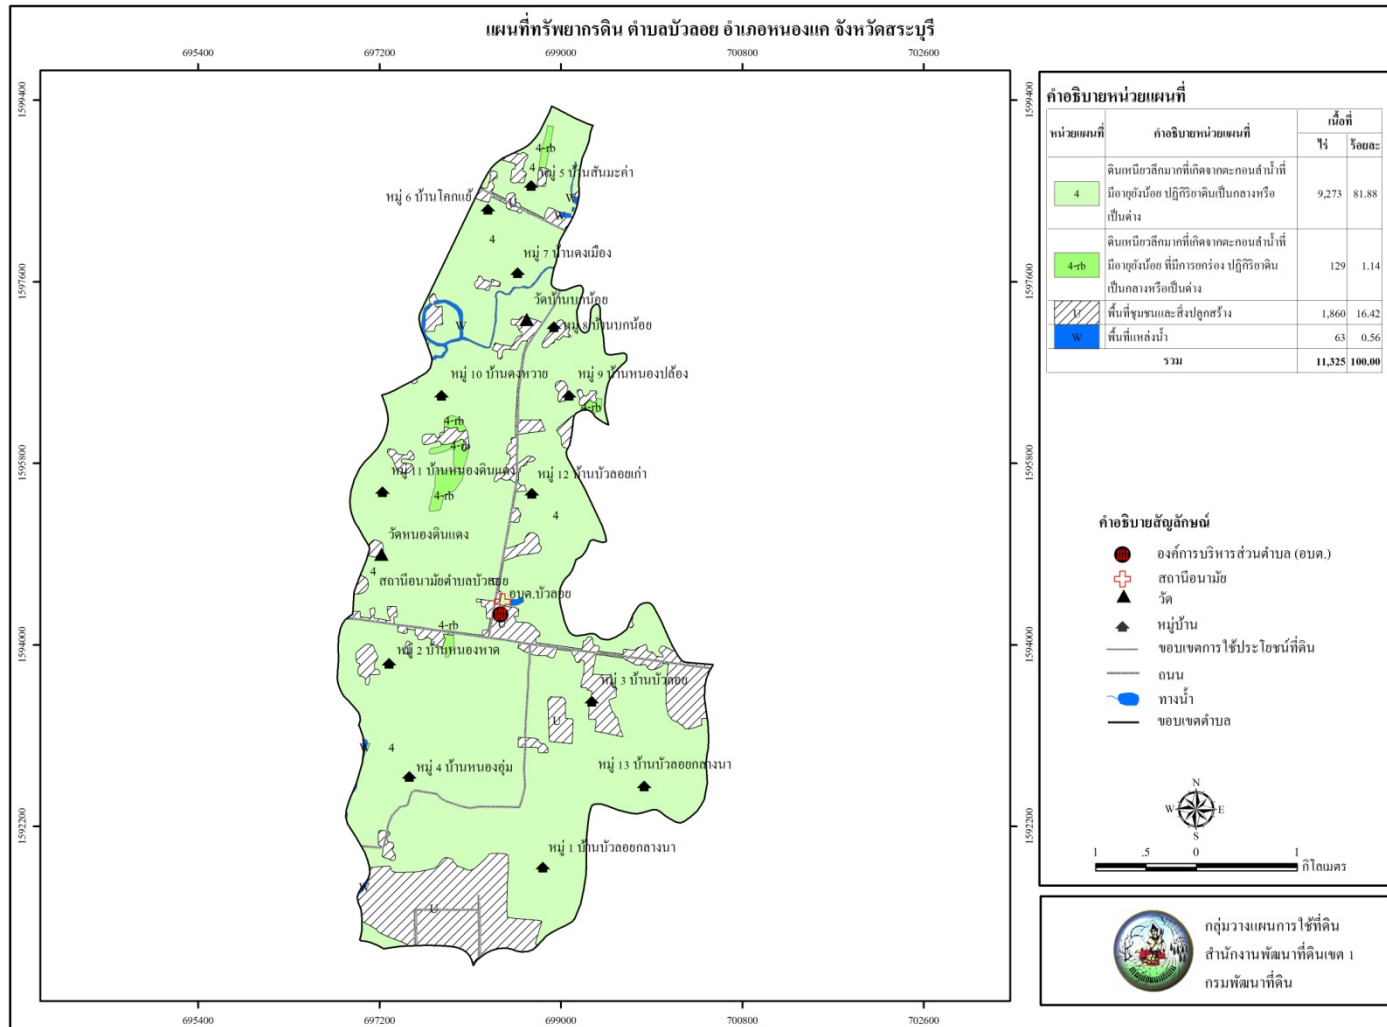 แผนที่ทรัพยากรดิน ตำบลบัวลอย อำเภอหนองแค จังหวัดสระบุรี
695400 697200 699000 700800 702600
1599400 1599400
1597600 1597600
1595800 1595800
1594000 1594000
1592200 1592200
695400 697200 699000 700800 702600
4-rb
4
หมู่ 5 บ้านสันมะค่า
หมู่ 6 บ้านโคกแย้
U
W
W
4
หมู่ 7 บ้านดงเมือง
วัดบ้านบกน้อย
W
หมู่ 8 บ้านบกน้อย
หมู่ 10 บ้านดงหวาย
หมู่ 9 บ้านหนองปล้อง
4-rb
4-rb
4-rb
หมู่ 11 บ้านหนองดินแดง
หมู่ 12 บ้านบัวลอยเก่า
4-rb
4
วัดหนองดินแดง
4
สถานีอนามัยตำบลบัวลอย
อบต.บัวลอย
4-rb
หมู่ 2 บ้านหนองหาด
หมู่ 3 บ้านบัวลอย
U
W
4
หมู่ 4 บ้านหนองอุ่ม
หมู่ 13 บ้านบัวลอยกลางนา
หมู่ 1 บ้านบัวลอยกลางนา
W
U
คำอธิบายหน่วยแผนที่
หน่วยแผนที่ คำอธิบายหน่วยแผนที่ เนื้อที่
ไร่ ร้อยละ
ดินเหนียวลึกมากที่เกิดจากตะกอนลำน้ำที่
4 มีอายุยังน้อย ปฏิกิริยาดินเป็นกลางหรือ 9,273 81.88
เป็นด่าง
ดินเหนียวลึกมากที่เกิดจากตะกอนลำน้ำที่
4-rb มีอายุยังน้อย ที่มีการยกร่อง ปฏิกิริยาดิน 129 1.14
เป็นกลางหรือเป็นด่าง
U พื้นที่ชุมชนและสิ่งปลูกสร้าง 1,860 16.42
W พื้นที่แหล่งน้ำ 63 0.56
รวม 11,325 100.00
คำอธิบายสัญลักษณ์
องค์การบริหารส่วนตำบล (อบต.)
สถานีอนามัย
วัด
หมู่บ้าน
ขอบเขตการใช้ประโยชน์ที่ดิน
ถนน
ทางน้ำ
ขอบเขตตำบล
N
W E
S
1 .5 0 1
กิโลเมตร
กลุ่มวางแผนการใช้ที่ดิน
สำนักงานพัฒนาที่ดินเขต 1
กรมพัฒนาที่ดิน